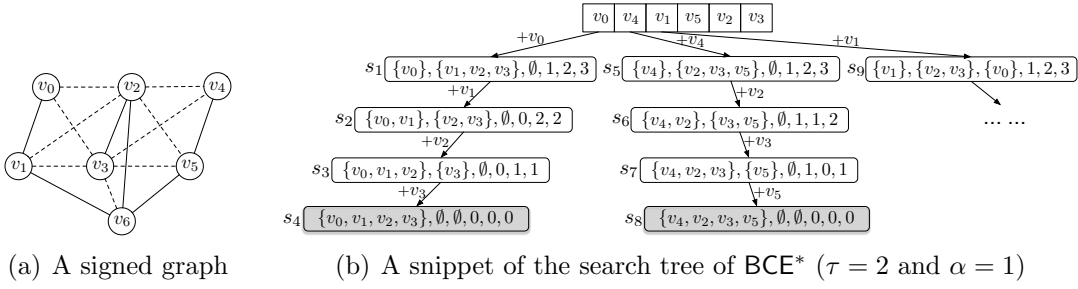 v₀ v₄ v₁ v₅ v₂ v₃
+v₀ +v₄ +v₁
s₁ {v₀}, {v₁, v₂, v₃}, ∅, 1, 2, 3 s₅ {v₄}, {v₂, v₃, v₅}, ∅, 1, 2, 3 s₉ {v₁}, {v₂, v₃}, {v₀}, 1, 2, 3
+v₁ +v₂
s₂ {v₀, v₁}, {v₂, v₃}, ∅, 0, 2, 2 s₆ {v₄, v₂}, {v₃, v₅}, ∅, 1, 1, 2 ... ...
+v₂ +v₃
s₃ {v₀, v₁, v₂}, {v₃}, ∅, 0, 1, 1 s₇ {v₄, v₂, v₃}, {v₅}, ∅, 1, 0, 1
+v₃ +v₅
s₄ {v₀, v₁, v₂, v₃}, ∅, ∅, 0, 0, 0 s₈ {v₄, v₂, v₃, v₅}, ∅, ∅, 0, 0, 0
v₀ v₂ v₄
v₁ v₃ v₅
v₆
(a) A signed graph
(b) A snippet of the search tree of BCE* (τ = 2 and α = 1)